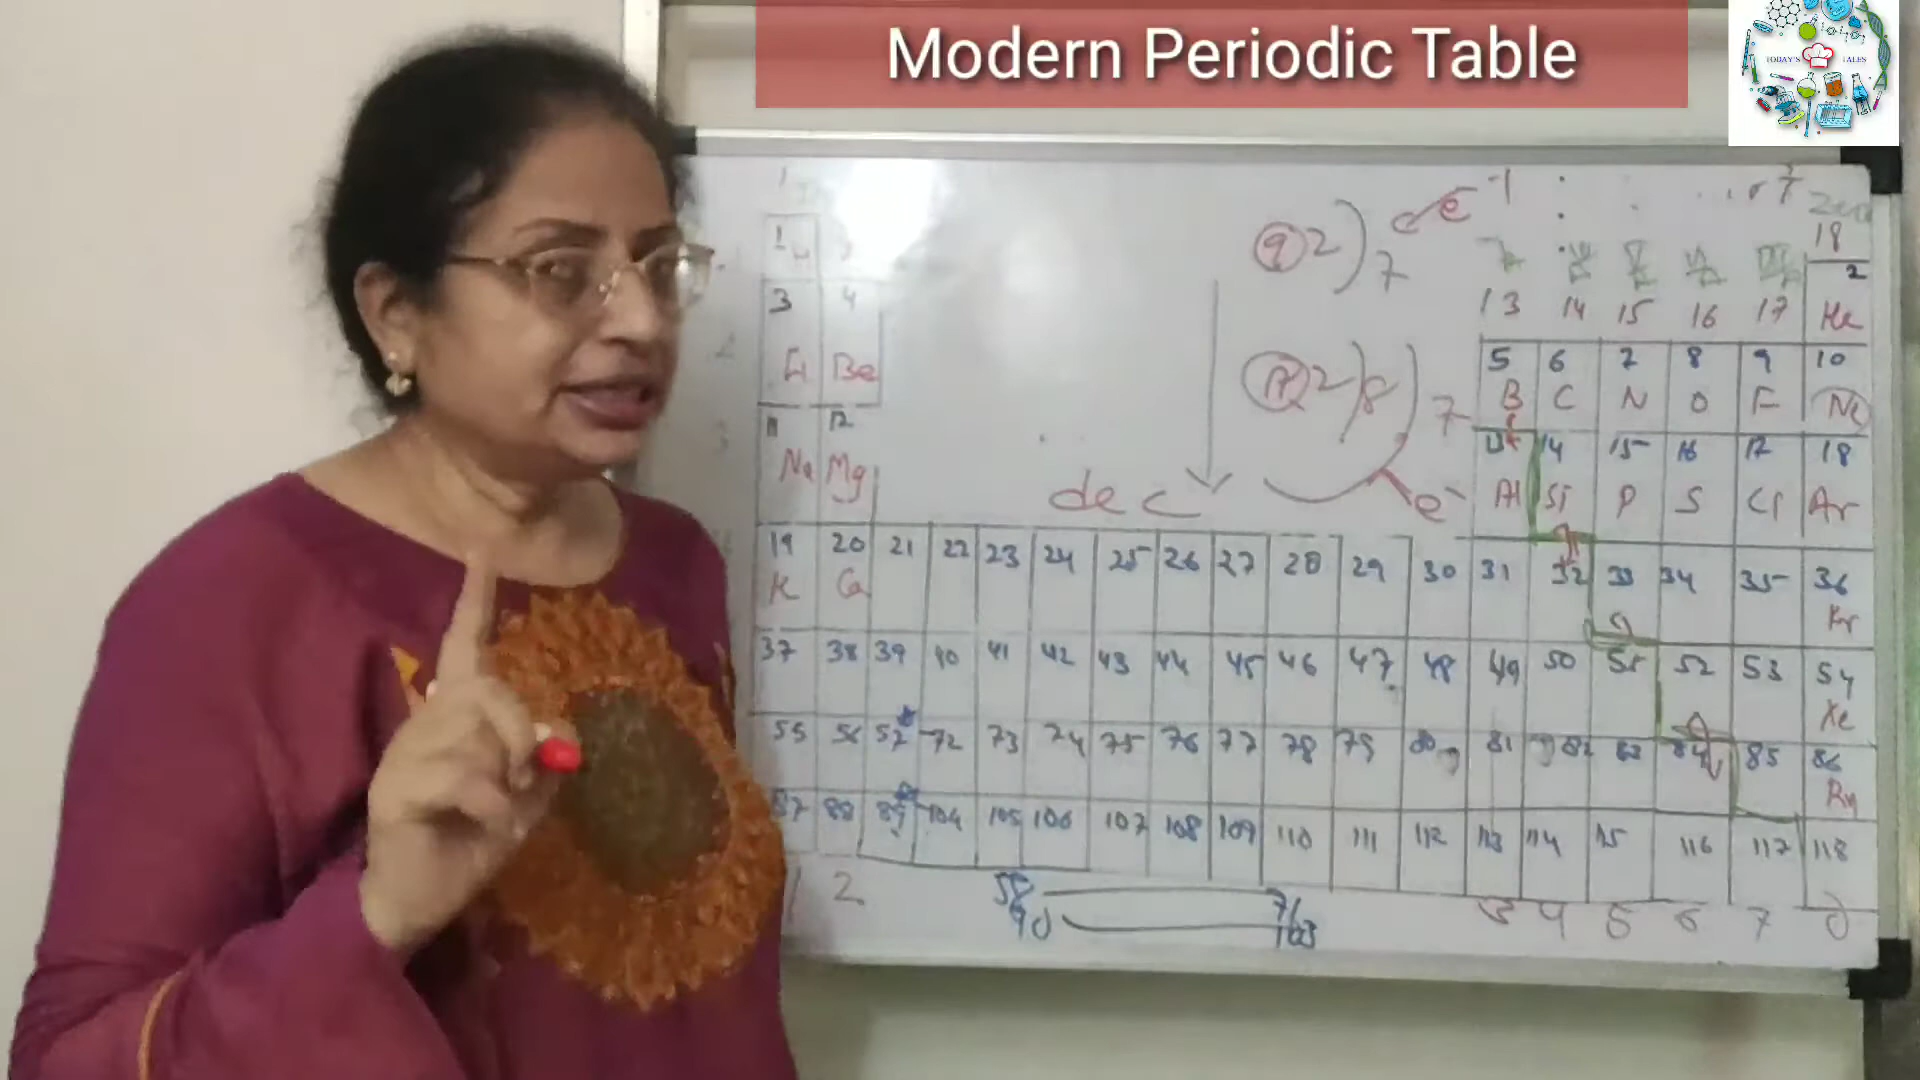 Modern Periodic Table
TODAY'S TALES
18
1
2
9 2 7 e
13 14 15 16 17 He
3 4
5 6 7 8 9 10
Li Be
17 2 8 7
B C N O F Ne
11 12
13 14 15 16 17 18
Na Mg
dec e
Al Si P S Cl Ar
19 20 21 22 23 24 25 26 27 28 29 30 31 32 33 34 35 36
K Ca Kr
37 38 39 40 41 42 43 44 45 46 47 48 49 50 51 52 53 54
Xe
55 56 57* 72 73 74 75 76 77 78 79 80 81 82 83 84 85 86
Rn
87 88 89 104 105 106 107 108 109 110 111 112 113 114 115 116 117 118
1 2 3 4 5 6 7 0
58 71
90 103